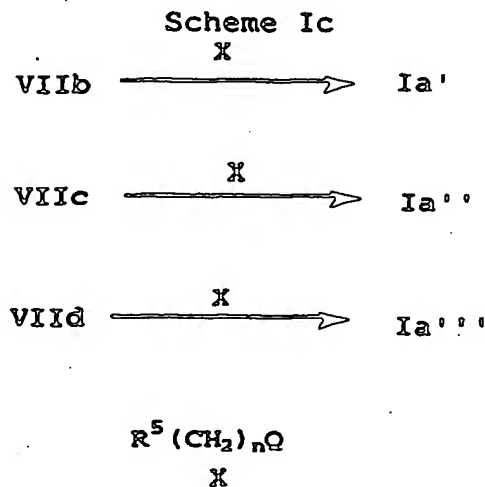 Scheme Ic
X
VIIb Ia'
X
VIIc Ia''
X
VIId Ia'''
R⁵(CH₂)ₙQ
X